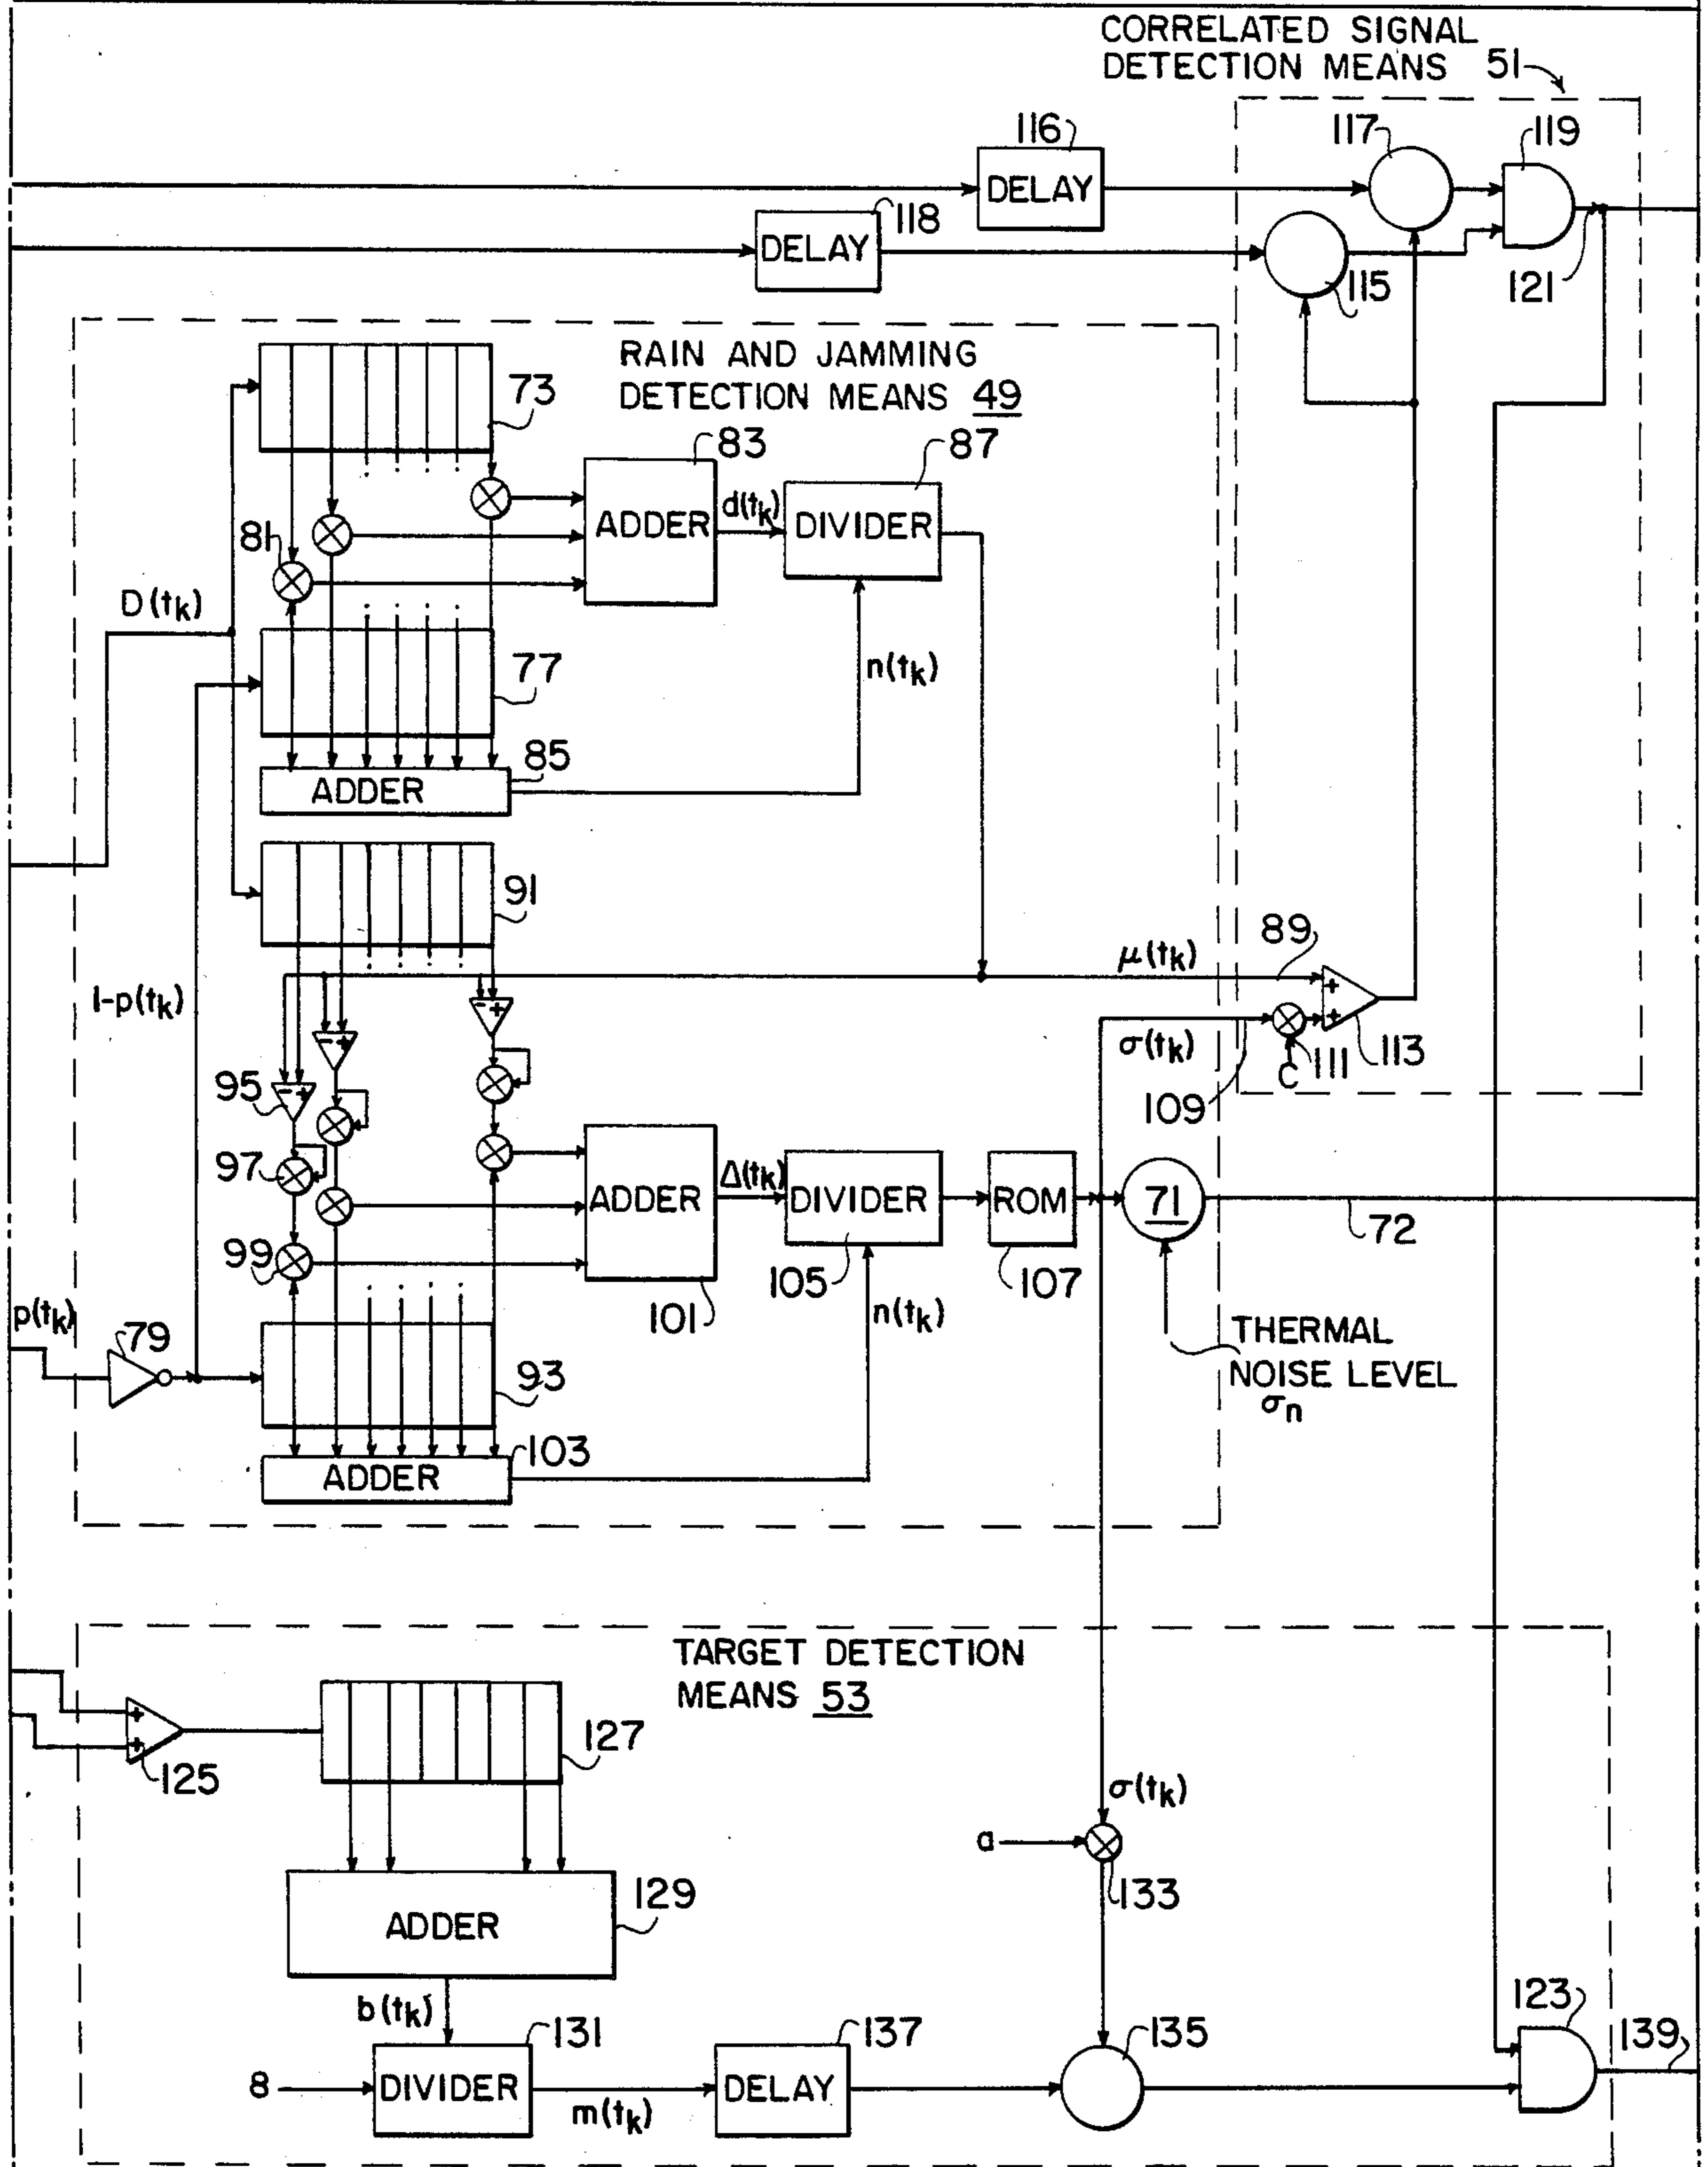 CORRELATED SIGNAL
DETECTION MEANS 51
116
117
119
DELAY
118
DELAY
115
121
RAIN AND JAMMING
DETECTION MEANS 49
73
83
87
ADDER
d(tk)
DIVIDER
81
D(tk)
77
n(tk)
85
ADDER
91
89
μ(tk)
+
1-p(tk)
- +
- +
σ(tk)
+
C
111
113
95
- +
109
97
ADDER
Δ(tk)
DIVIDER
ROM
71
72
99
105
107
101
n(tk)
p(tk)
79
THERMAL
NOISE LEVEL
σn
93
103
ADDER
TARGET DETECTION
MEANS 53
+
+
127
125
σ(tk)
a
133
129
ADDER
b(tk)
131
137
135
123
139
8
DIVIDER
m(tk)
DELAY